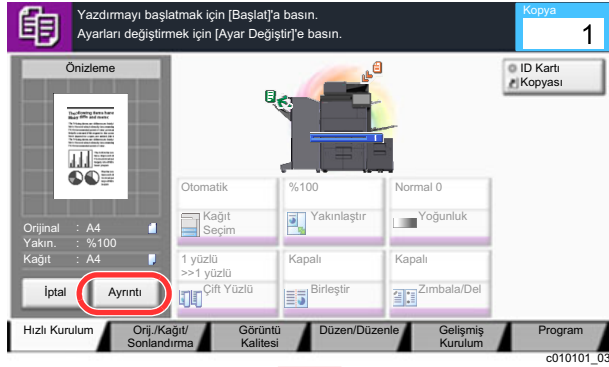 Yazdırmayı başlatmak için [Başlat]'a basın.
Ayarları değiştirmek için [Ayar Değiştir]'e basın.
Kopya
1
Önizleme
ID Kartı
Kopyası
Orijinal : A4
Yakın. : %100
Kağıt : A4
İptal
Ayrıntı
Otomatik
Kağıt
Seçim
%100
Yakınlaştır
Normal 0
Yoğunluk
1 yüzlü
>>1 yüzlü
Çift Yüzlü
Kapalı
Birleştir
Kapalı
Zımbala/Del
Hızlı Kurulum
Orij./Kağıt/
Sonlandırma
Görüntü
Kalitesi
Düzen/Düzenle
Gelişmiş
Kurulum
Program
c010101_03